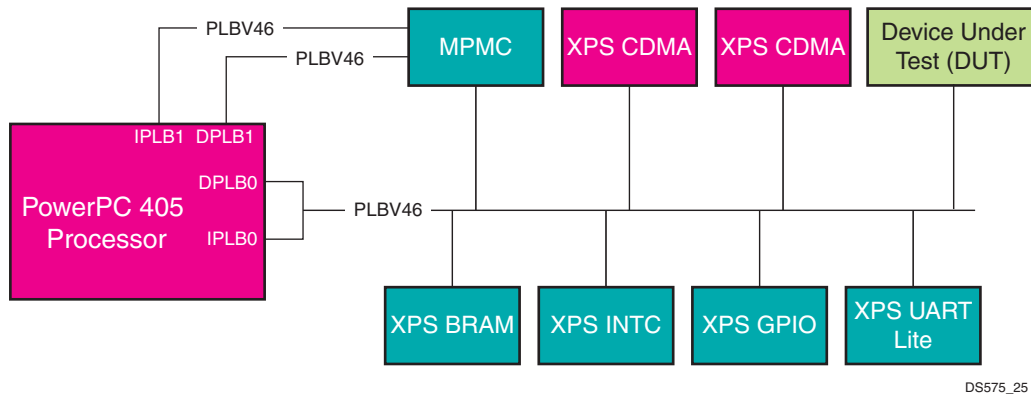 PLBV46
PLBV46
MPMC
XPS CDMA
XPS CDMA
Device Under
Test (DUT)
IPLB1 DPLB1
DPLB0
IPLB0
PowerPC 405
Processor
PLBV46
XPS BRAM
XPS INTC
XPS GPIO
XPS UART
Lite
DS575_25